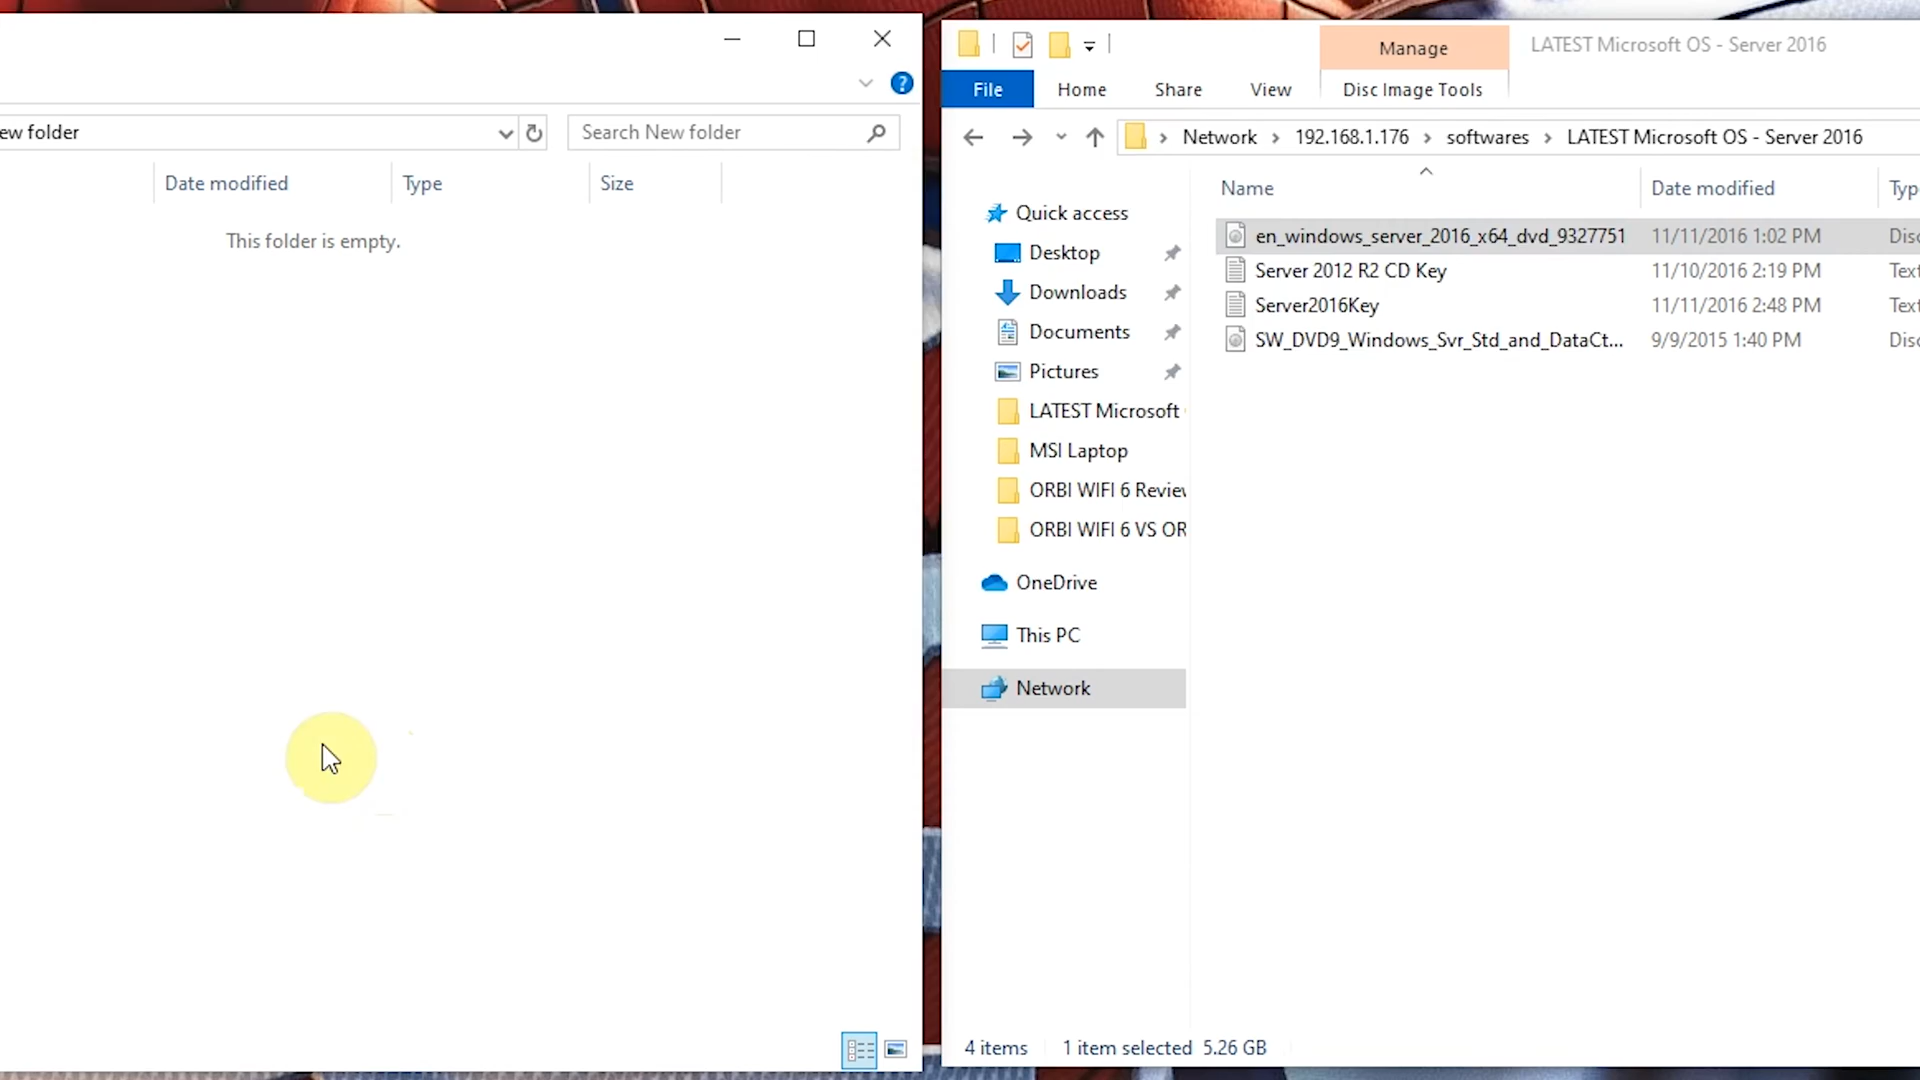 ew folder
Search New folder
Date modified
Type
Size
This folder is empty.
Manage
LATEST Microsoft OS - Server 2016
File
Home
Share
View
Disc Image Tools
Network
192.168.1.176
softwares
LATEST Microsoft OS - Server 2016
Name
Date modified
Typ
Quick access
Desktop
Downloads
Documents
Pictures
LATEST Microsoft
MSI Laptop
ORBI WIFI 6 Review
ORBI WIFI 6 VS OR
OneDrive
This PC
Network
en_windows_server_2016_x64_dvd_9327751 11/11/2016 1:02 PM Disc
Server 2012 R2 CD Key 11/10/2016 2:19 PM Text
Server2016Key 11/11/2016 2:48 PM Text
SW_DVD9_Windows_Svr_Std_and_DataCt... 9/9/2015 1:40 PM Disc
4 items 1 item selected 5.26 GB